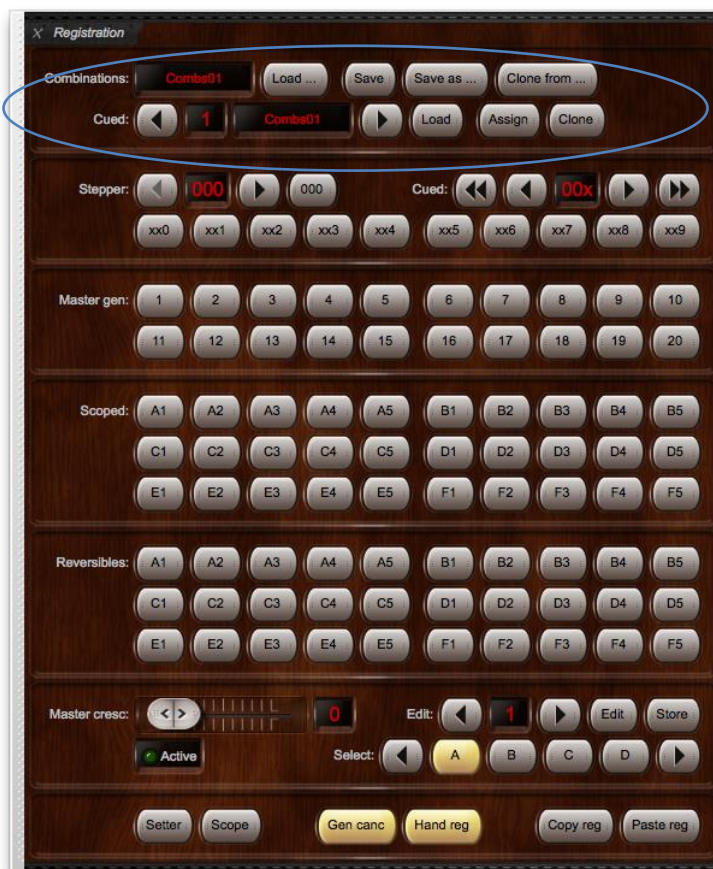 Registration
Combinations: Combs01 Load ... Save Save as ... Clone from ...
Cued: 1 Combs01 Load Assign Clone
Stepper: 000 000 Cued: 00x
xx0 xx1 xx2 xx3 xx4 xx5 xx6 xx7 xx8 xx9
Master gen: 1 2 3 4 5 6 7 8 9 10
11 12 13 14 15 16 17 18 19 20
Scoped: A1 A2 A3 A4 A5 B1 B2 B3 B4 B5
C1 C2 C3 C4 C5 D1 D2 D3 D4 D5
E1 E2 E3 E4 E5 F1 F2 F3 F4 F5
Reversibles: A1 A2 A3 A4 A5 B1 B2 B3 B4 B5
C1 C2 C3 C4 C5 D1 D2 D3 D4 D5
E1 E2 E3 E4 E5 F1 F2 F3 F4 F5
Master cresc: 0 Edit: 1 Edit Store
Active Select: A B C D
Setter Scope Gen canc Hand reg Copy reg Paste reg